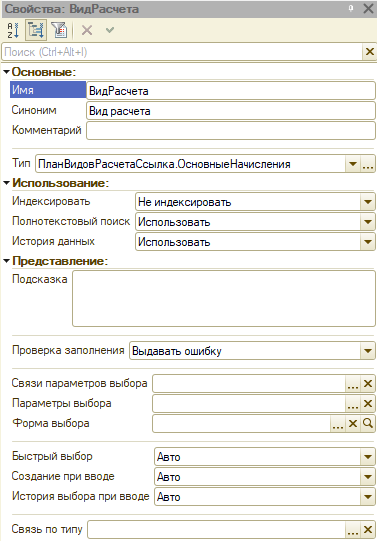 Свойства: ВидРасчета
Поиск (Ctrl+Alt+I)
Основные:
Имя ВидРасчета
Синоним Вид расчета
Комментарий
Тип ПланВидовРасчетаСсылка.ОсновныеНачисления
Использование:
Индексировать Не индексировать
Полнотекстовый поиск Использовать
История данных Использовать
Представление:
Подсказка
Проверка заполнения Выдавать ошибку
Связи параметров выбора
Параметры выбора
Форма выбора
Быстрый выбор Авто
Создание при вводе Авто
История выбора при вводе Авто
Связь по типу